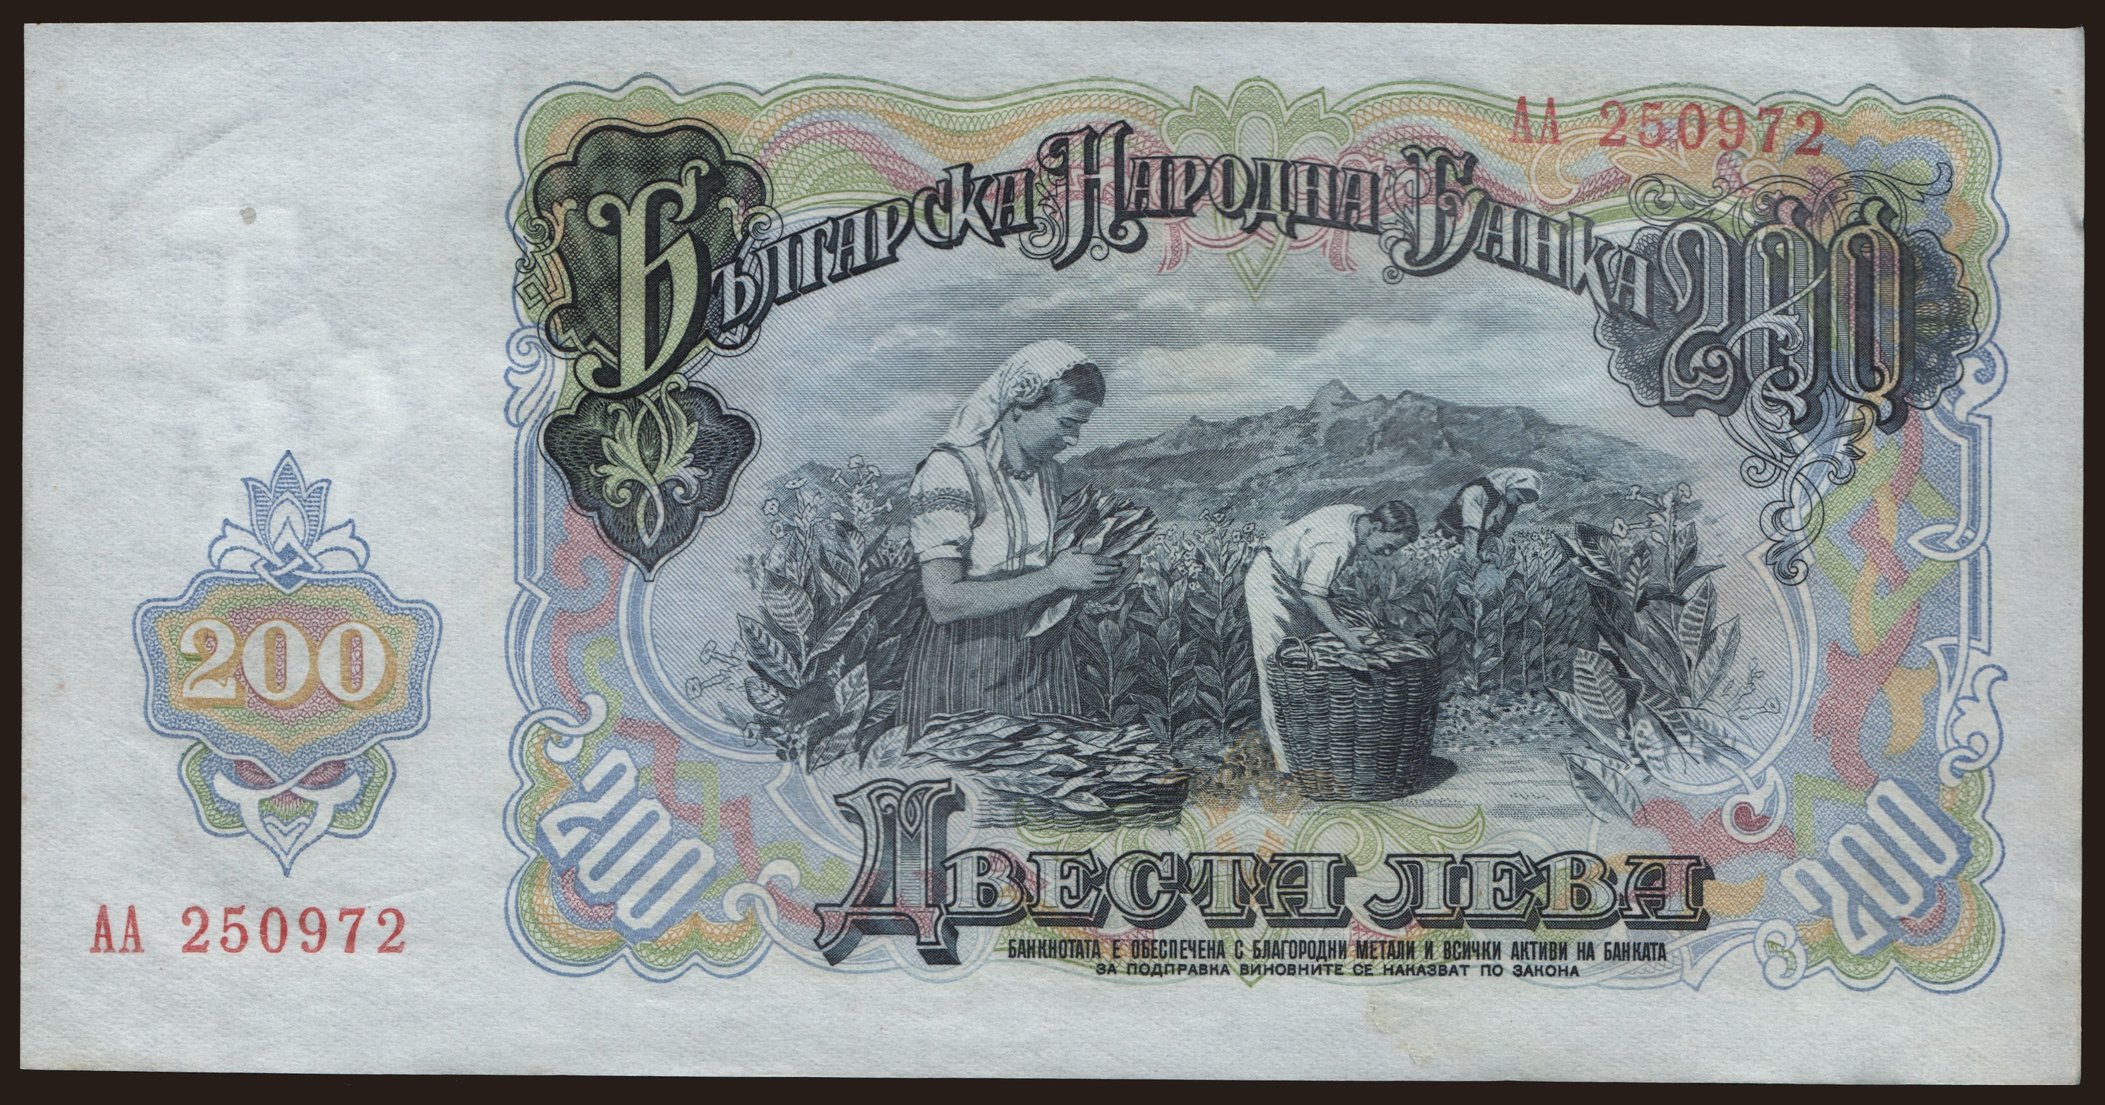 АА 250972
Българска Народна Банка
200
200
АА 250972
200
200
Двеста лева
БАНКНОТАТА Е ОБЕСПЕЧЕНА С БЛАГОРОДНИ МЕТАЛИ И ВСИЧКИ АКТИВИ НА БАНКАТА
ЗА ПОДПРАВКА ВИНОВНИТЕ СЕ НАКАЗВАТ ПО ЗАКОНА